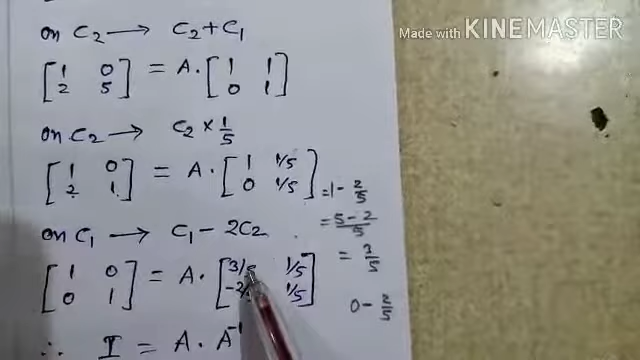 on C₂ → C₂+C₁
[1 0
2 5] = A. [1 1
0 1]
on C₂ → C₂ × 1/5
[1 0
2 1] = A. [1 1/5
0 1/5]
= 1 - 2/5
= 5-2/5
= 3/5
0 - 2/5
on C₁ → C₁ - 2C₂
[1 0
0 1] = A. [3/5 1/5
-2/ 1/5]
∴ I = A. A⁻¹
Made with KINEMASTER